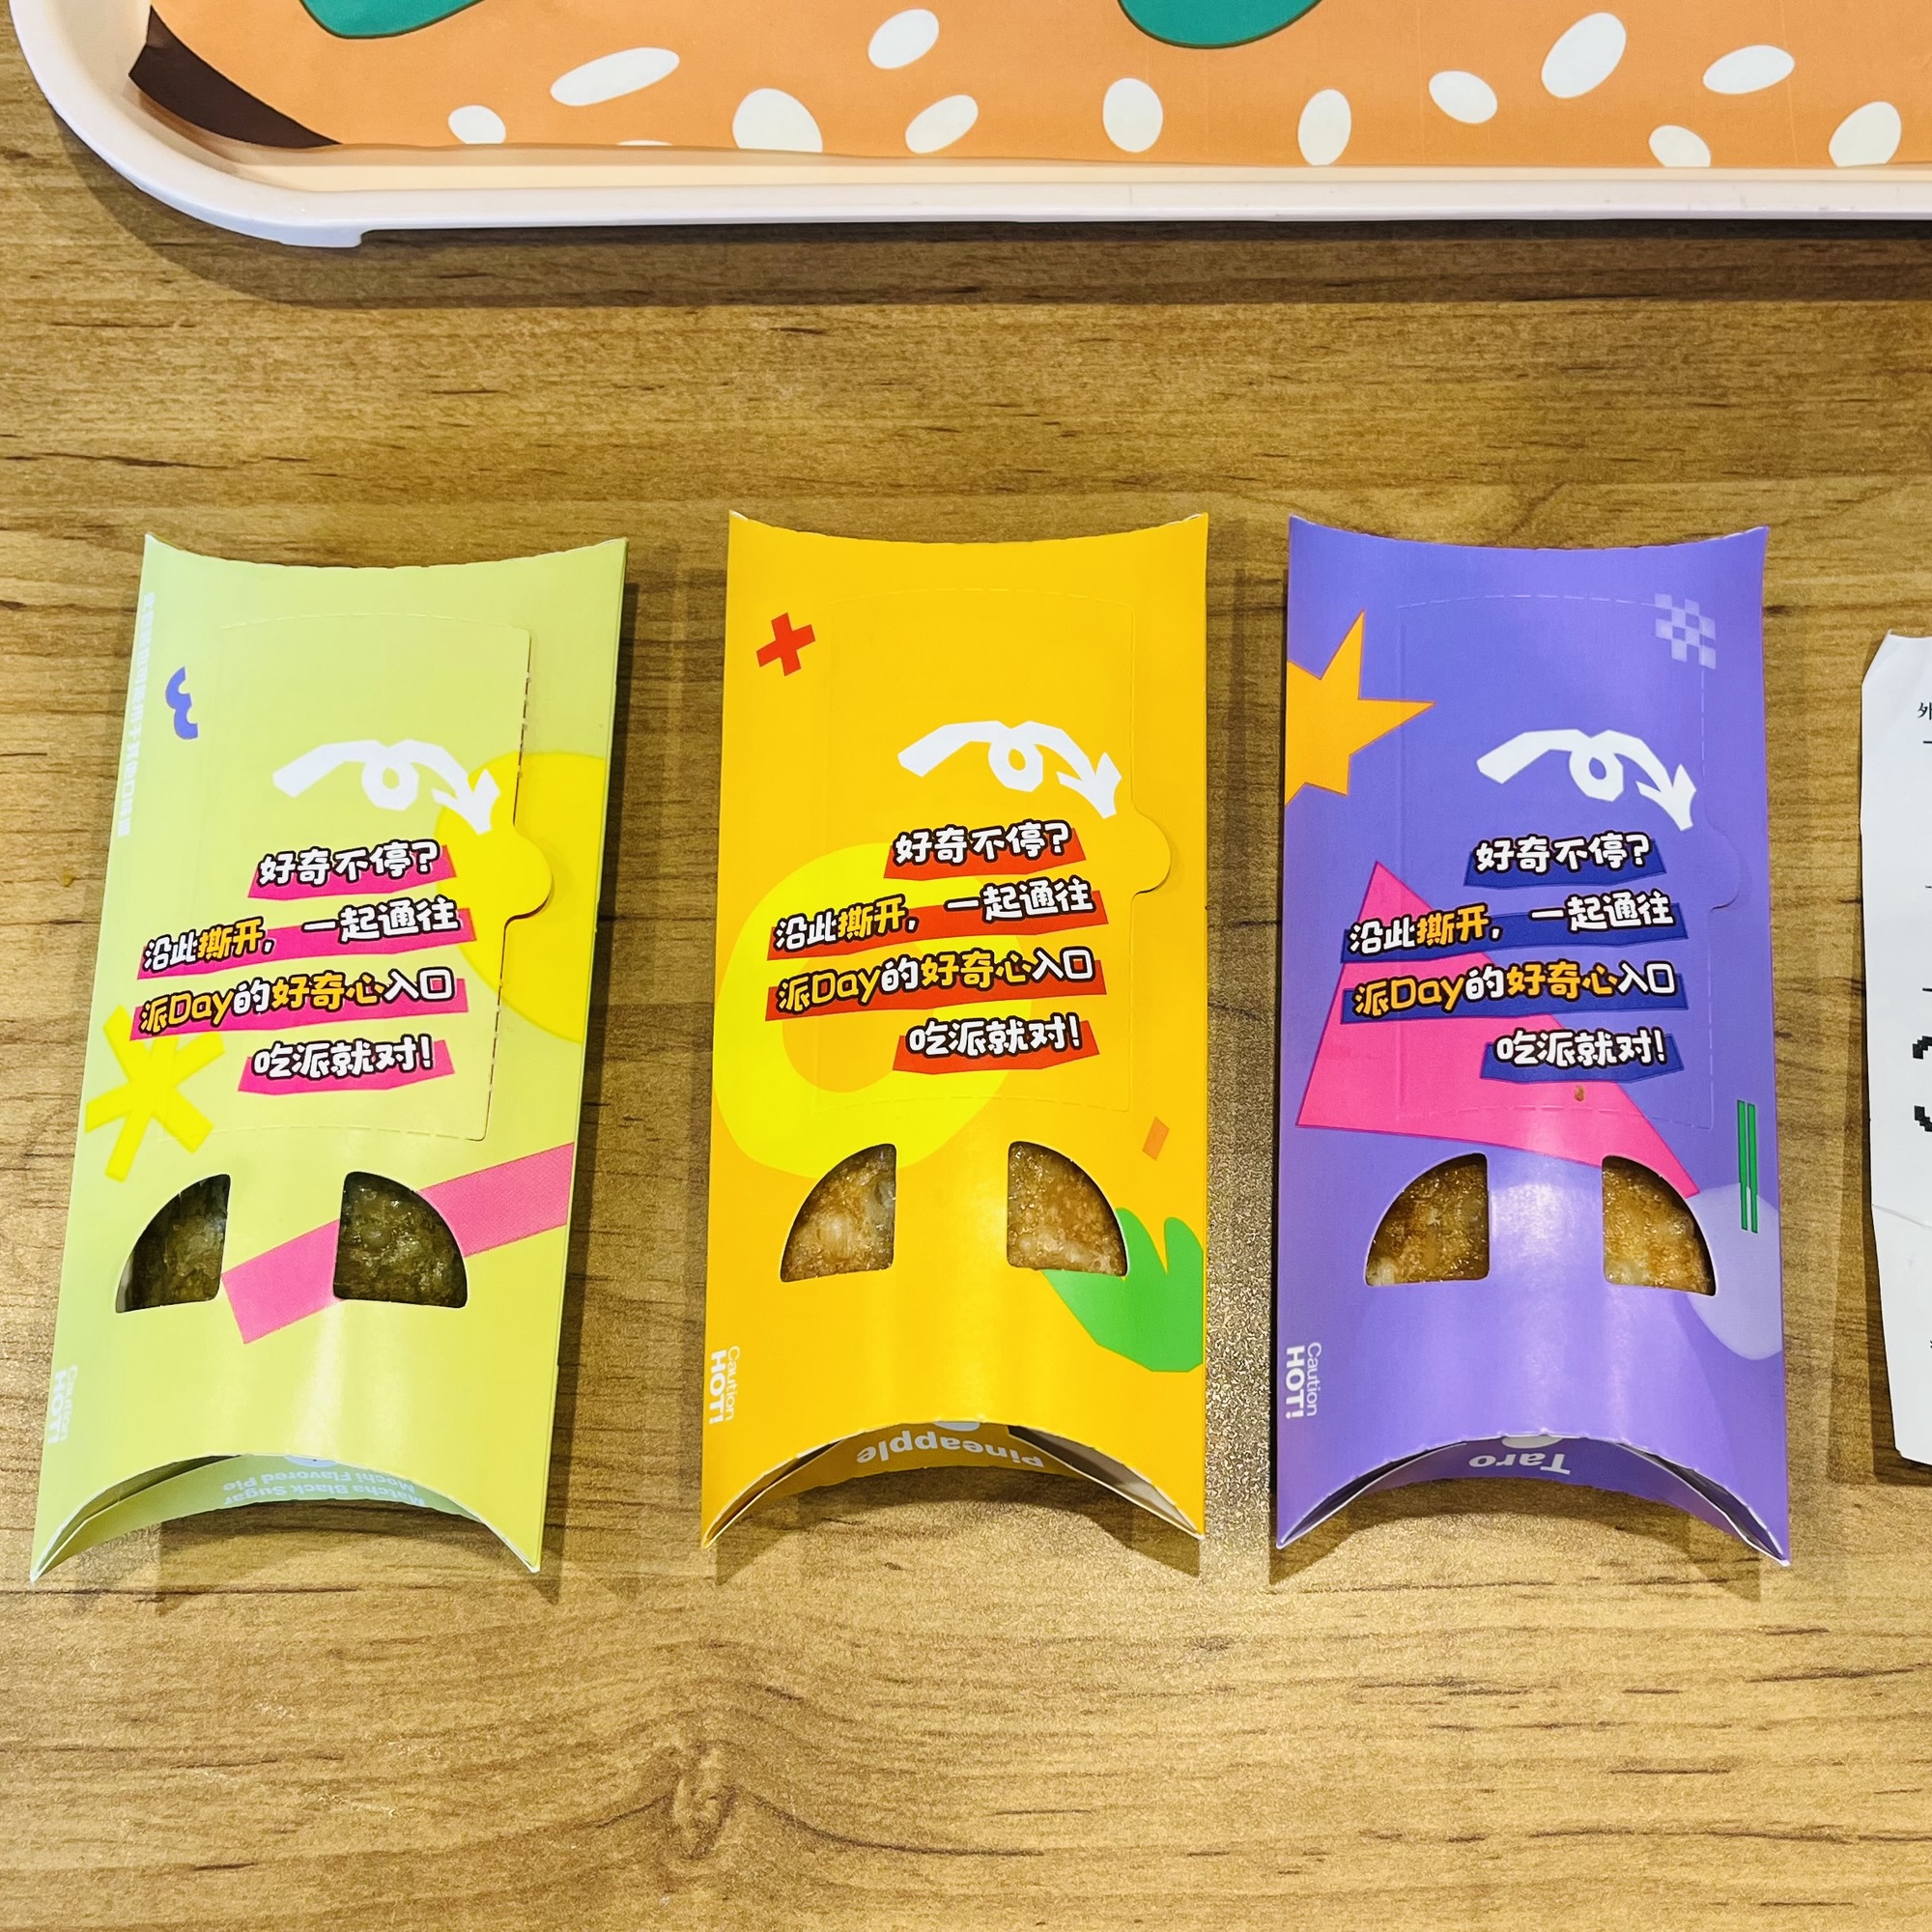 好奇不停?
沿此撕开，一起通往
派Day的好奇心入口
吃派就对!
Caution
HOT!
Matcha Black Sugar
Mochi Flavored Pie
好奇不停?
沿此撕开，一起通往
派Day的好奇心入口
吃派就对!
Caution
HOT!
Pineapple
好奇不停?
沿此撕开，一起通往
派Day的好奇心入口
吃派就对!
Caution
HOT!
Taro
外